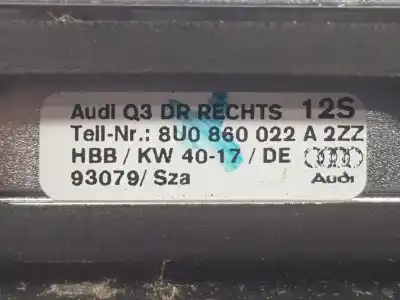 Audi Q3 DR RECHTS 12S
Teil-Nr.: 8U0 860 022 A 2ZZ
HBB / KW 40-17 / DE
93079/ Sza Audi